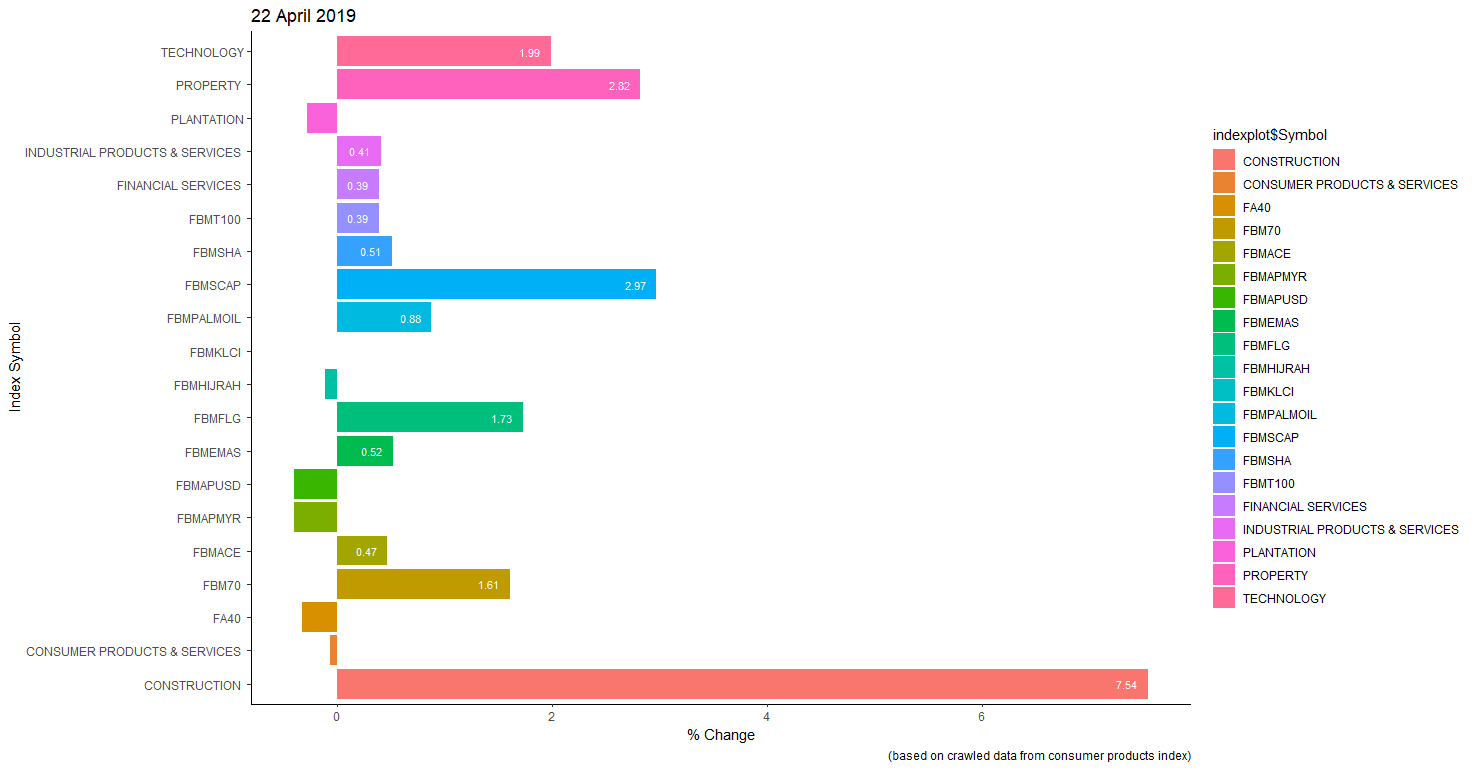 22 April 2019
TECHNOLOGY
1.99
PROPERTY
2.82
PLANTATION
INDUSTRIAL PRODUCTS & SERVICES
0.41
FINANCIAL SERVICES
0.39
FBMT100
0.39
FBMSHA
0.51
FBMSCAP
2.97
FBMPALMOIL
0.88
FBMKLCI
FBMHIJRAH
FBMFLG
1.73
FBMEMAS
0.52
FBMAPUSD
FBMAPMYR
FBMACE
0.47
FBM70
1.61
FA40
CONSUMER PRODUCTS & SERVICES
CONSTRUCTION
7.54
Index Symbol
0
2
4
6
% Change
(based on crawled data from consumer products index)
indexplot$Symbol
CONSTRUCTION
CONSUMER PRODUCTS & SERVICES
FA40
FBM70
FBMACE
FBMAPMYR
FBMAPUSD
FBMEMAS
FBMFLG
FBMHIJRAH
FBMKLCI
FBMPALMOIL
FBMSCAP
FBMSHA
FBMT100
FINANCIAL SERVICES
INDUSTRIAL PRODUCTS & SERVICES
PLANTATION
PROPERTY
TECHNOLOGY